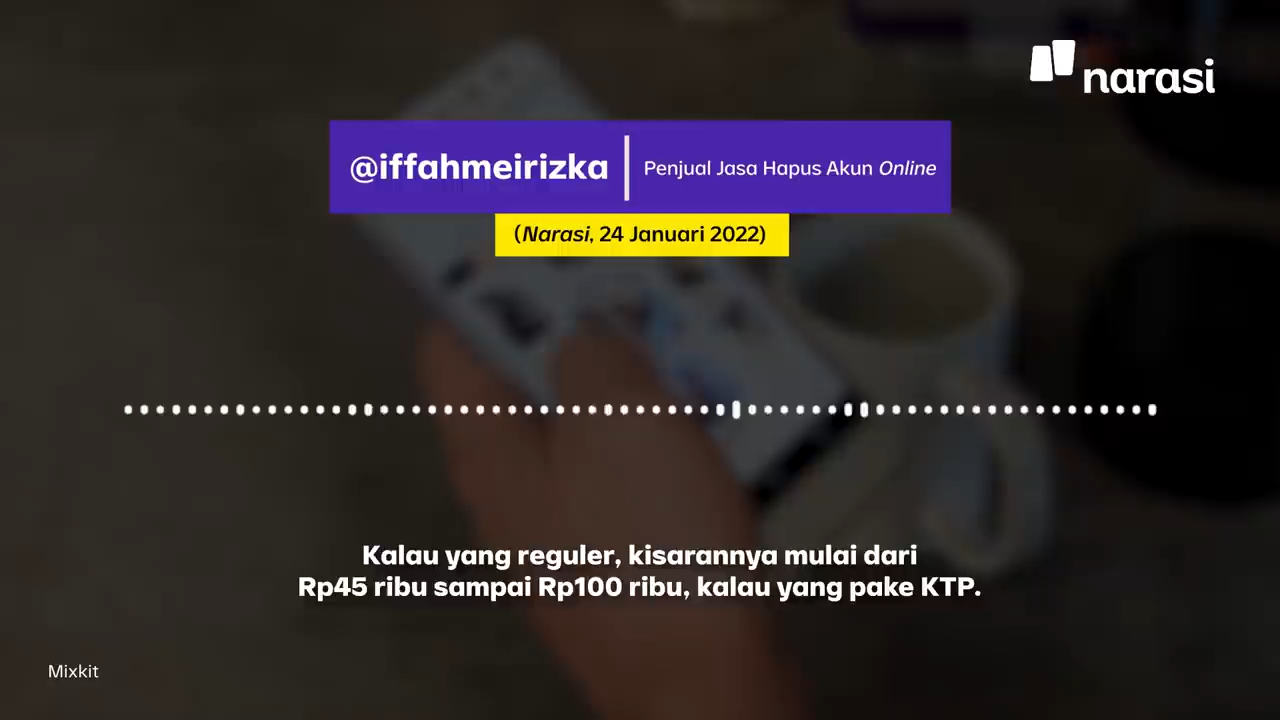 narasi
@iffahmeirizka | Penjual Jasa Hapus Akun Online
(Narasi, 24 Januari 2022)
Kalau yang reguler, kisarannya mulai dari
Rp45 ribu sampai Rp100 ribu, kalau yang pake KTP.
Mixkit